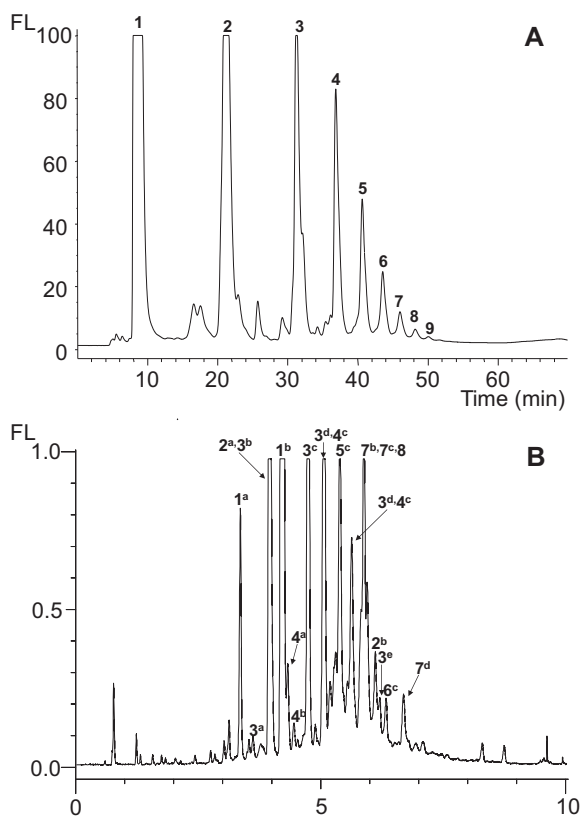 FL
100
80
60
40
20
0
A
1
2
3
4
5
6
7
8
9
10 20 30 40 50 60
Time (min)
FL
1.0
0.5
0.0
B
3ᵈ,4ᶜ
2ᵃ,3ᵇ 1ᵇ 3ᶜ 5ᶜ 7ᵇ,7ᶜ,8
1ᵃ
3ᵈ,4ᶜ
4ᵃ
2ᵇ
3ᵉ
6ᶜ
7ᵈ
3ᵃ
4ᵇ
0 5 10